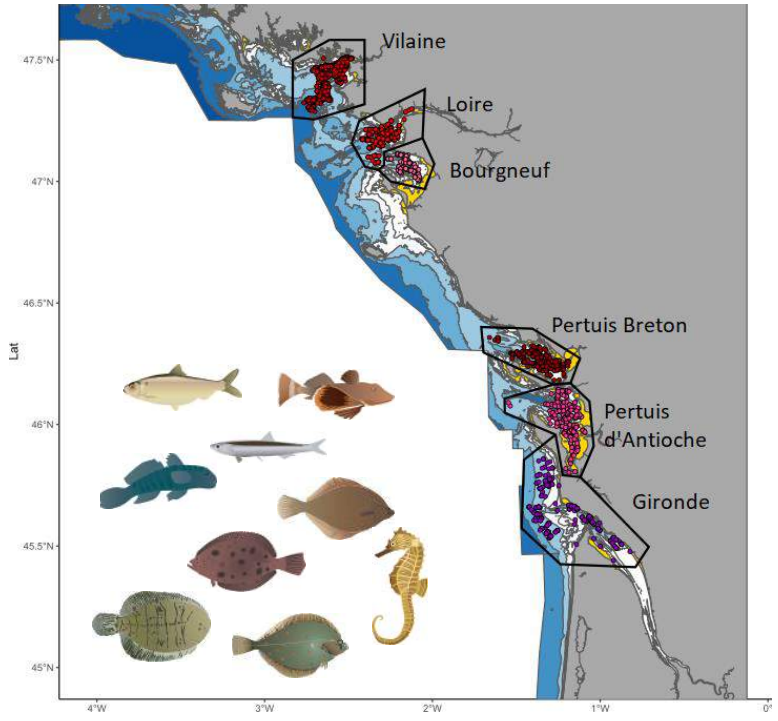 Vilaine
47.5°N
Loire
Bourgneuf
47°N
46.5°N
Pertuis Breton
46°N
Pertuis
d'Antioche
Gironde
45.5°N
45°N
Lat
4°W
3°W
2°W
1°W
0°